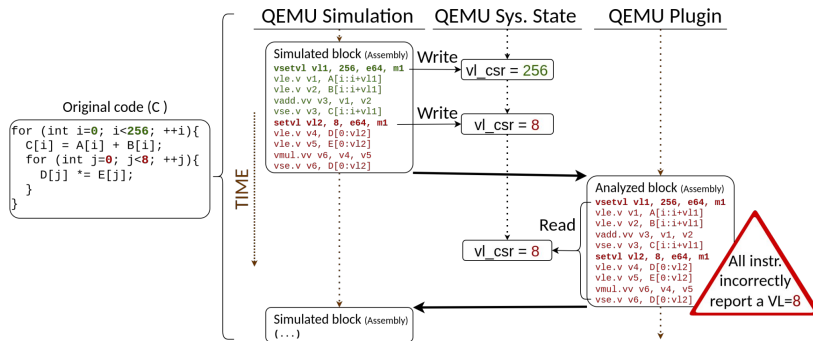 QEMU Simulation
QEMU Sys. State
QEMU Plugin
Original code (C )
for (int i=0; i<256; ++i){
C[i] = A[i] + B[i];
for (int j=0; j<8; ++j){
D[j] *= E[j];
}
}
TIME
Simulated block (Assembly)
vsetvl vl1, 256, e64, m1
vle.v v1, A[i:i+vl1]
vle.v v2, B[i:i+vl1]
vadd.vv v3, v1, v2
vse.v v3, C[i:i+vl1]
setvl vl2, 8, e64, m1
vle.v v4, D[0:vl2]
vle.v v5, E[0:vl2]
vmul.vv v6, v4, v5
vse.v v6, D[0:vl2]
Write
vl_csr = 256
Write
vl_csr = 8
Analyzed block (Assembly)
vsetvl vl1, 256, e64, m1
vle.v v1, A[i:i+vl1]
vle.v v2, B[i:i+vl1]
vadd.vv v3, v1, v2
vse.v v3, C[i:i+vl1]
setvl vl2, 8, e64, m1
vle.v v4, D[0:vl2]
vle.v v5, E[0:vl2]
vmul.vv v6, v4, v5
vse.v v6, D[0:vl2]
Read
vl_csr = 8
All instr.
incorrectly
report a VL=8
Simulated block (Assembly)
(...)